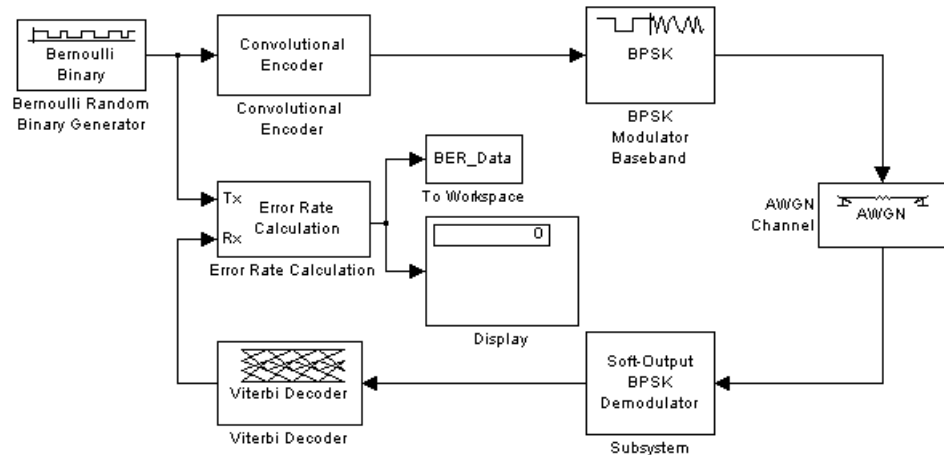 Bernoulli
Binary
Bernoulli Random
Binary Generator
Convolutional
Encoder
Convolutional
Encoder
BPSK
BPSK
Modulator
Baseband
AWGN
Channel
AWGN
Tx
Rx
Error Rate
Calculation
Error Rate Calculation
BER_Data
To Workspace
0
Display
Viterbi Decoder
Viterbi Decoder
Soft-Output
BPSK
Demodulator
Subsystem